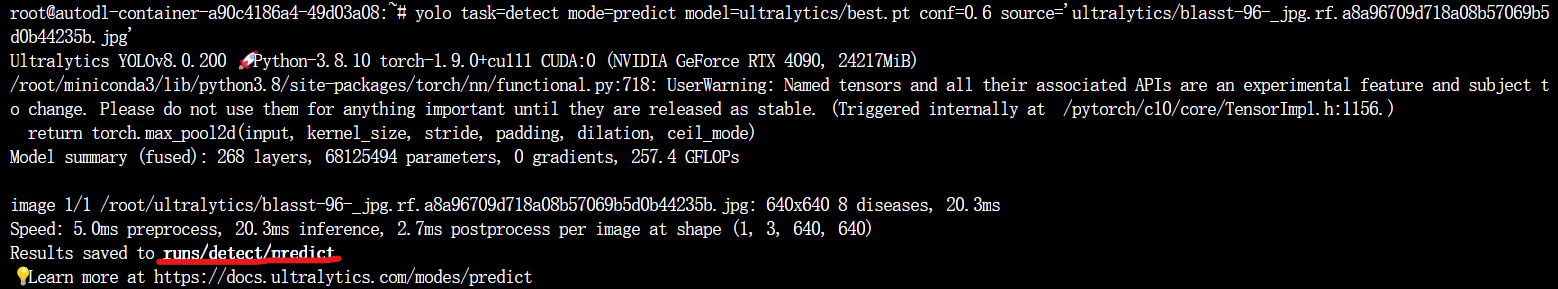 root@autodl-container-a90c4186a4-49d03a08:~# yolo task=detect mode=predict model=ultralytics/best.pt conf=0.6 source='ultralytics/blasst-96-_jpg.rf.a8a96709d718a08b57069b5
d0b44235b.jpg'
Ultralytics YOLOv8.0.200 🚀Python-3.8.10 torch-1.9.0+cu111 CUDA:0 (NVIDIA GeForce RTX 4090, 24217MiB)
/root/miniconda3/lib/python3.8/site-packages/torch/nn/functional.py:718: UserWarning: Named tensors and all their associated APIs are an experimental feature and subject t
o change. Please do not use them for anything important until they are released as stable. (Triggered internally at  /pytorch/c10/core/TensorImpl.h:1156.)
  return torch.max_pool2d(input, kernel_size, stride, padding, dilation, ceil_mode)
Model summary (fused): 268 layers, 68125494 parameters, 0 gradients, 257.4 GFLOPs
image 1/1 /root/ultralytics/blasst-96-_jpg.rf.a8a96709d718a08b57069b5d0b44235b.jpg: 640x640 8 diseases, 20.3ms
Speed: 5.0ms preprocess, 20.3ms inference, 2.7ms postprocess per image at shape (1, 3, 640, 640)
Results saved to runs/detect/predict
💡Learn more at https://docs.ultralytics.com/modes/predict